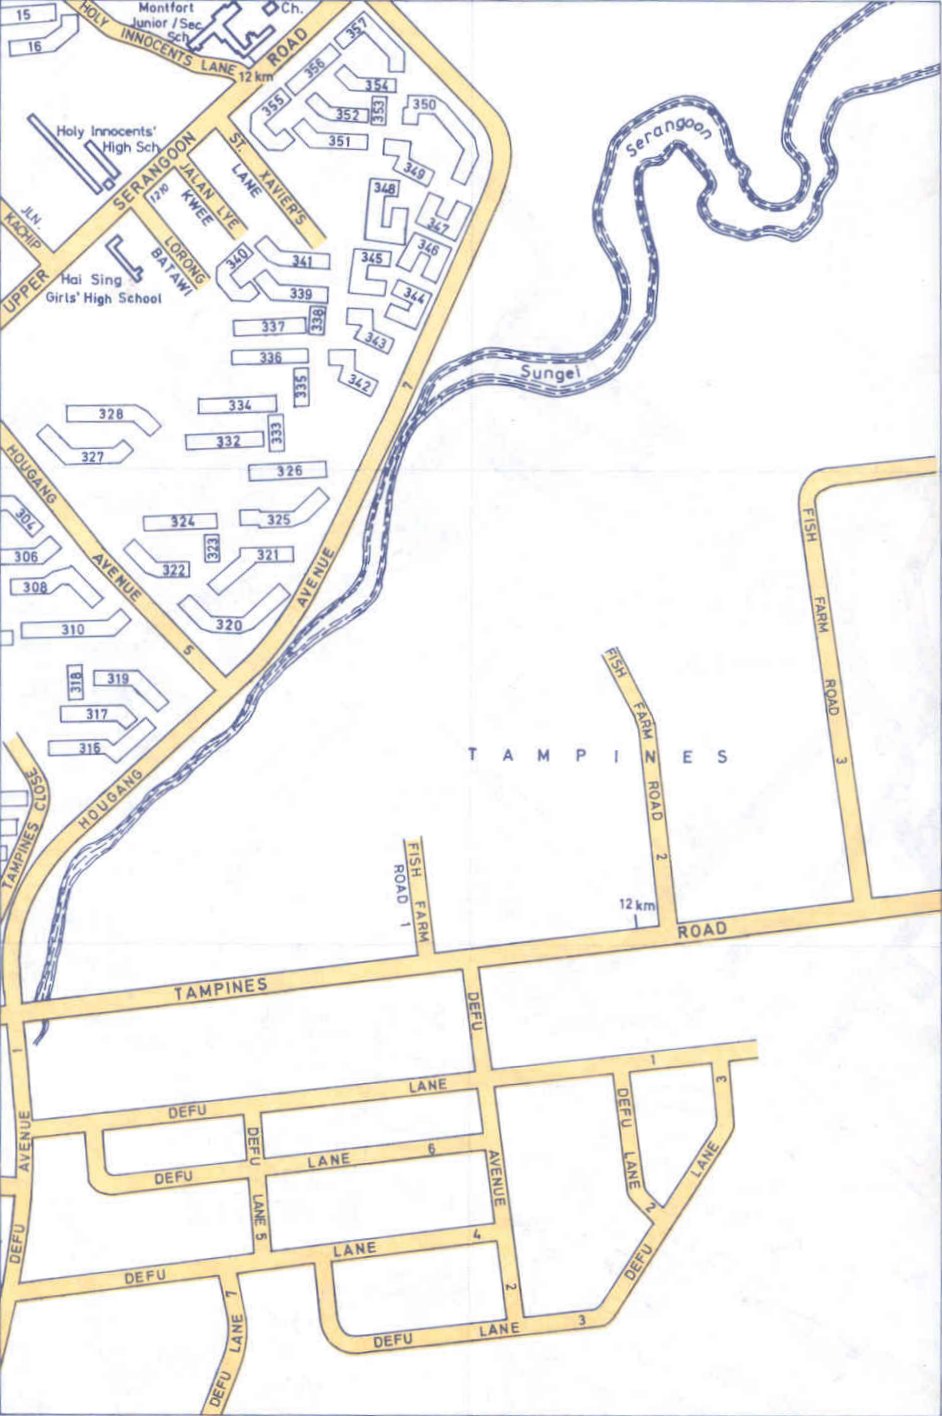 15
16
HOLY INNOCENTS LANE
Montfort
Junior / Sec
Sch
Ch.
12 km
UPPER SERANGOON ROAD
357
356
355
354
353
352
351
350
349
348
347
346
345
344
343
342
Holy Innocents'
High Sch
ST. XAVIER'S
LANE
JALAN LYE
KWEE
1210
LORONG
BATAWI
JLN.
KACHIP
Hai Sing
Girls' High School
340
341
339
338
337
336
335
334
333
332
328
327
326
325
324
323
322
321
320
Serangoon
Sungei
HOUGANG AVENUE 5
HOUGANG AVENUE 7
304
306
308
310
318
319
317
316
TAMPINES CLOSE
TAMPINES
FISH FARM
ROAD 1
FISH FARM ROAD 2
FISH FARM ROAD 3
12 km
TAMPINES ROAD
DEFU AVENUE 1
DEFU AVENUE 2
DEFU LANE 1
DEFU LANE 2
DEFU LANE 3
DEFU LANE 3
DEFU LANE 4
DEFU LANE 5
DEFU LANE 6
DEFU LANE 7